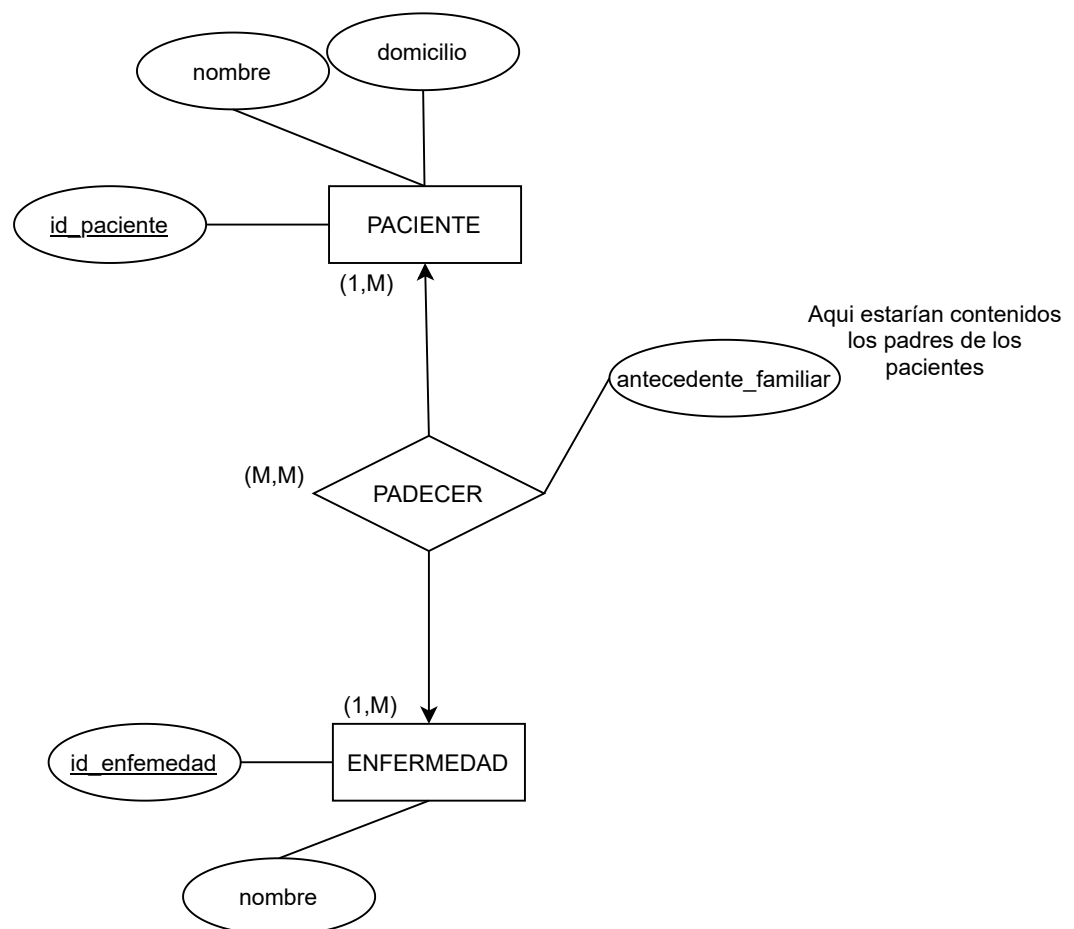 domicilio
nombre
id_paciente
PACIENTE
(1,M)
Aqui estarían contenidos
los padres de los
pacientes
antecedente_familiar
(M,M)
PADECER
(1,M)
id_enfemedad
ENFERMEDAD
nombre